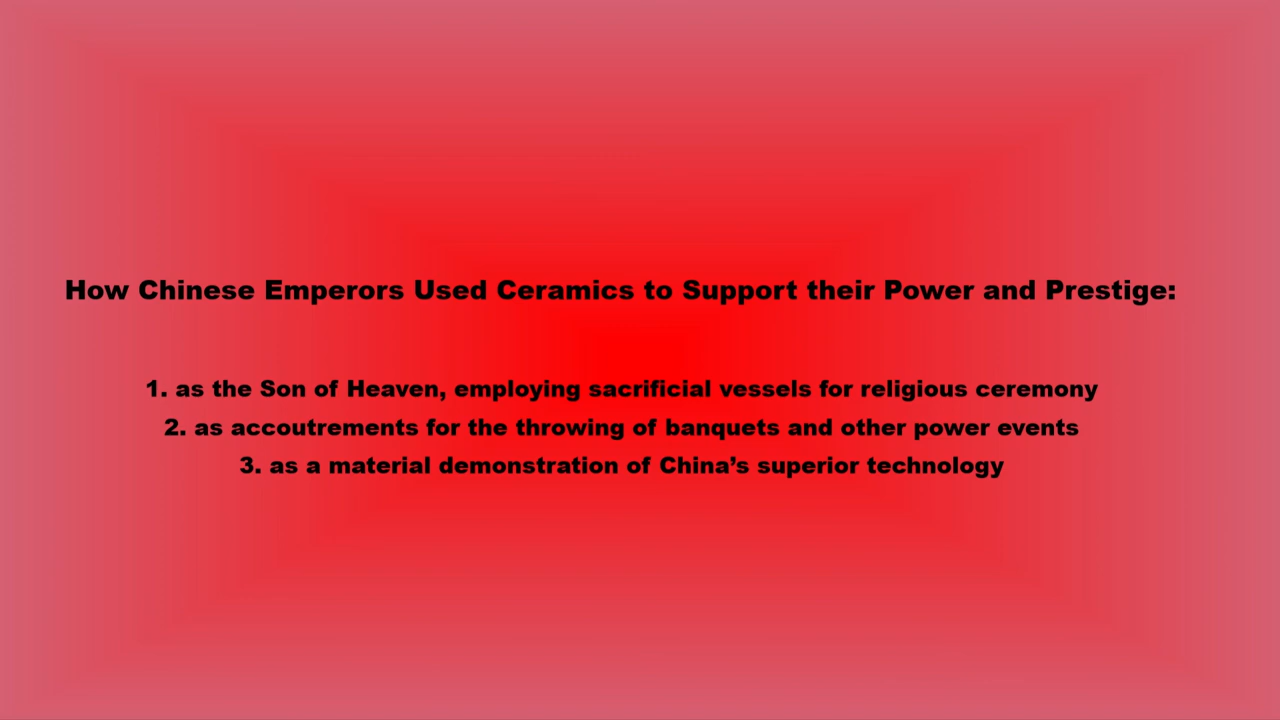 How Chinese Emperors Used Ceramics to Support their Power and Prestige:
1. as the Son of Heaven, employing sacrificial vessels for religious ceremony
2. as accoutrements for the throwing of banquets and other power events
3. as a material demonstration of China’s superior technology